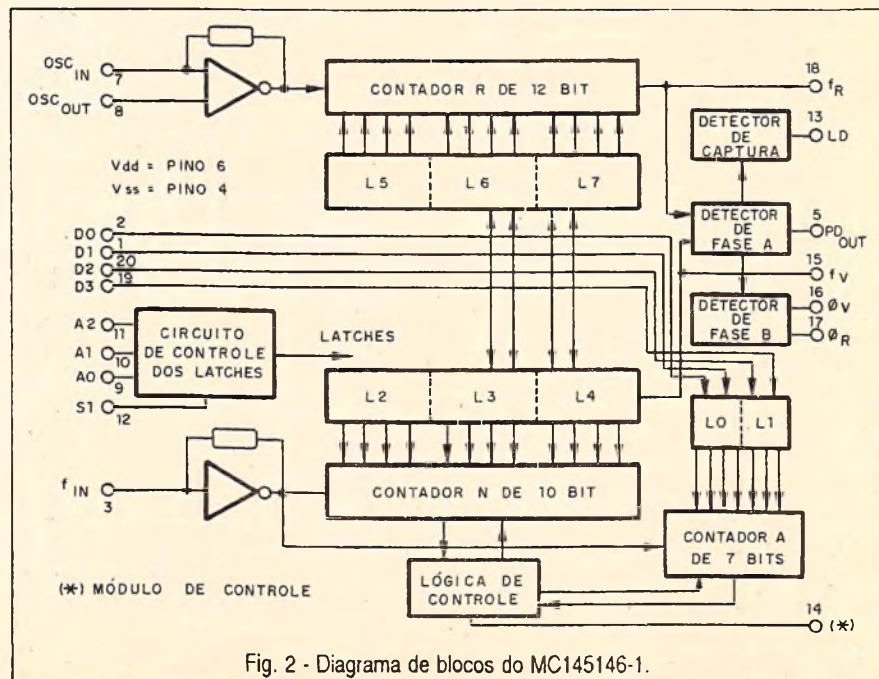 OSC IN
7
OSC OUT
8
CONTADOR R DE 12 BIT
18
fR
13
DETECTOR DE CAPTURA
LD
Vdd = PINO 6
Vss = PINO 4
L5 L6 L7
2
D0
1
D1
20
D2
19
D3
DETECTOR DE FASE A
5
PD OUT
15
fV
16
DETECTOR DE FASE B
ØV
17
ØR
A2
11
A1
10
A0
9
S1
12
CIRCUITO DE CONTROLE DOS LATCHES
LATCHES
L2 L3 L4
L0 L1
f IN
3
CONTADOR N DE 10 BIT
CONTADOR A DE 7 BITS
LÓGICA DE CONTROLE
(*) MÓDULO DE CONTROLE
14
(*)
Fig. 2 - Diagrama de blocos do MC145146-1.